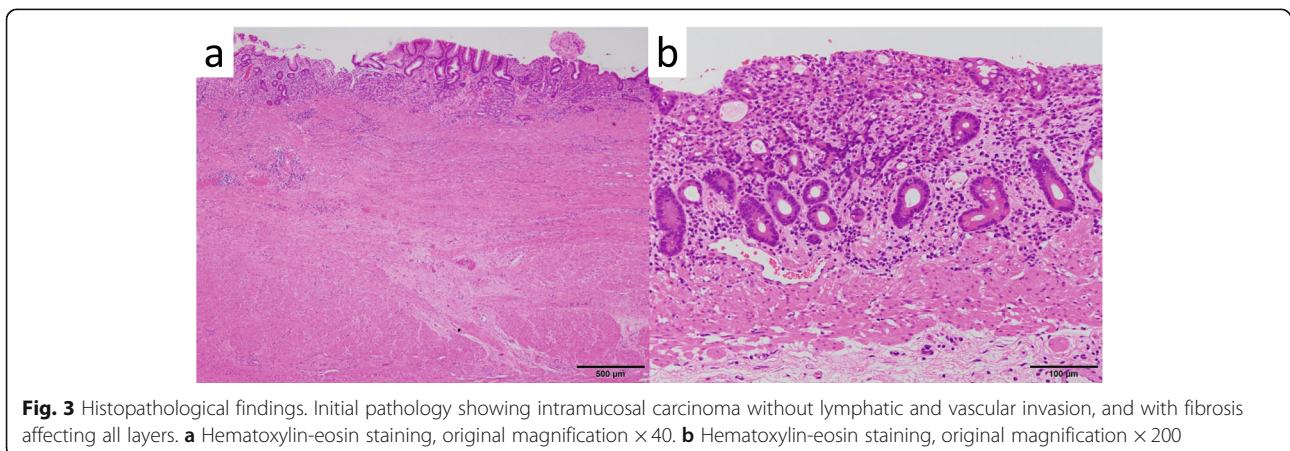 a
b
500 μm
100 μm
Fig. 3 Histopathological findings. Initial pathology showing intramucosal carcinoma without lymphatic and vascular invasion, and with fibrosis
affecting all layers. a Hematoxylin-eosin staining, original magnification × 40. b Hematoxylin-eosin staining, original magnification × 200